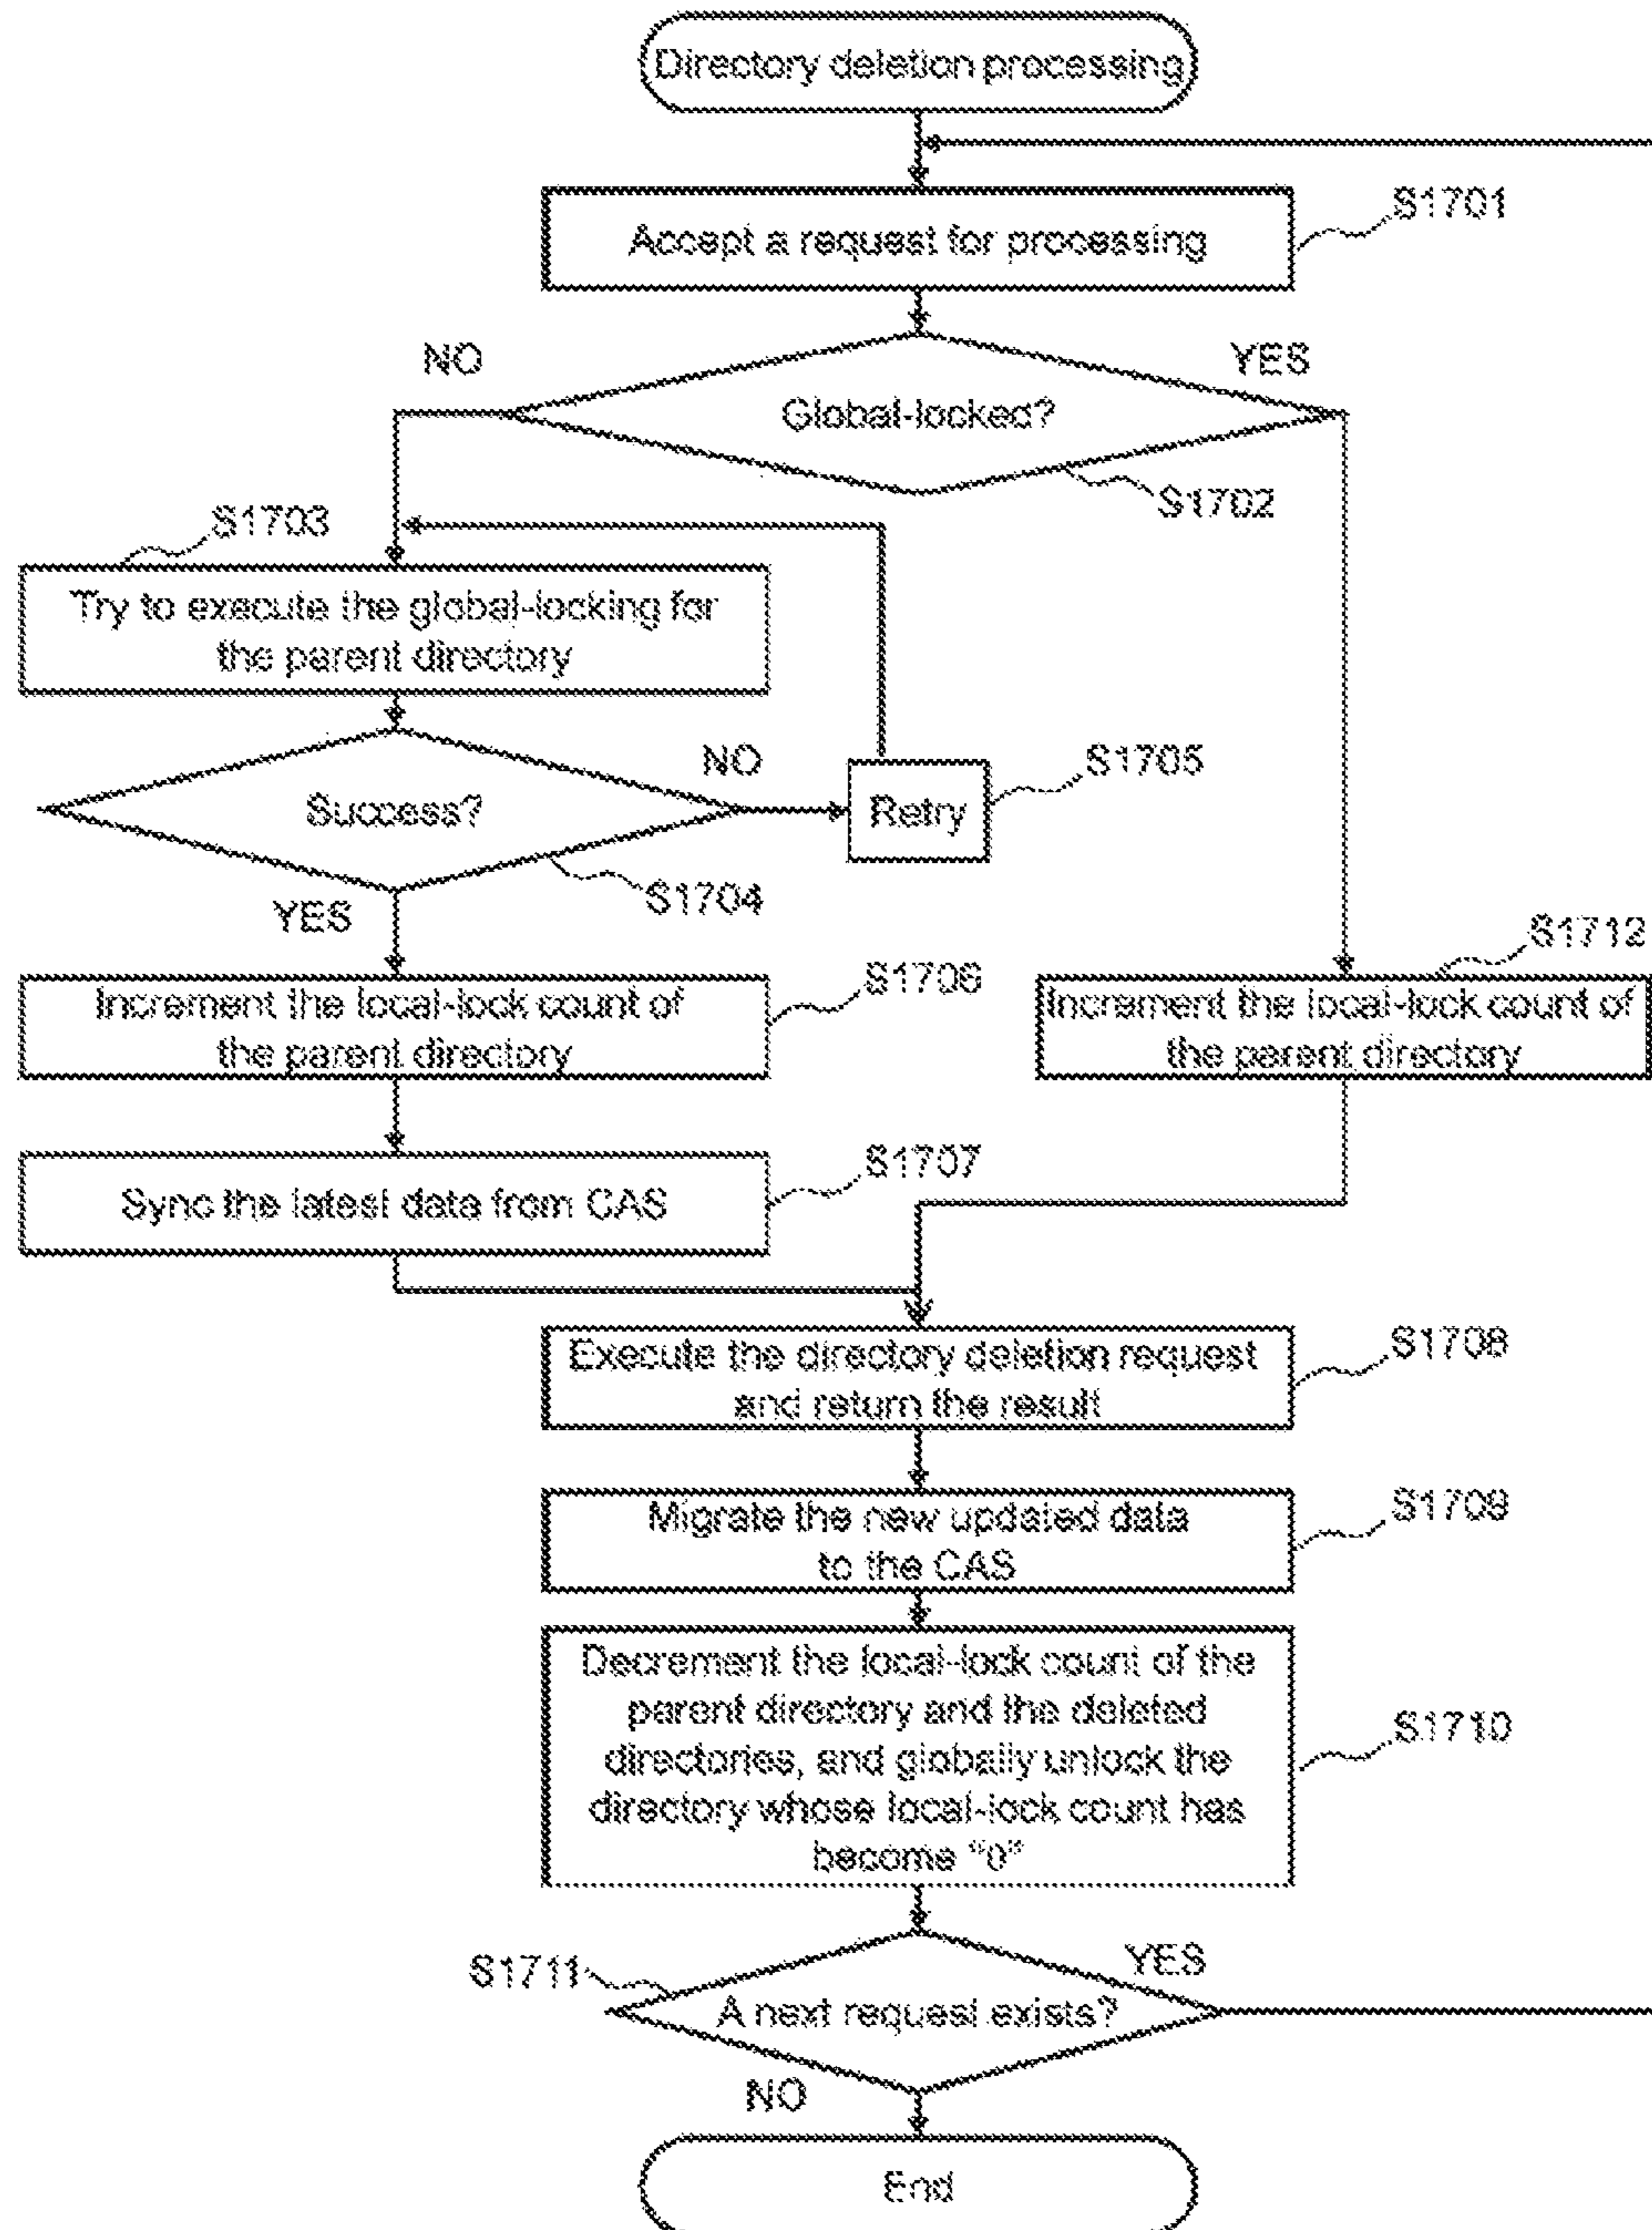 Directory deletion processing
S1701
Accept a request for processing
NO
YES
Global-locked?
S1702
S1703
Try to execute the global-locking for
the parent directory
NO
S1705
Success?
Retry
S1704
YES
S1712
S1706
Increment the local-lock count of
the parent directory
Increment the local-lock count of
the parent directory
S1707
Sync the latest data from CAS
S1708
Execute the directory deletion request
and return the result
S1709
Migrate the new updated data
to the CAS
Decrement the local-lock count of the
parent directory and the deleted
directories, and globally unlock the
directory whose local-lock count has
become "0"
S1710
S1711
YES
A next request exists?
NO
End